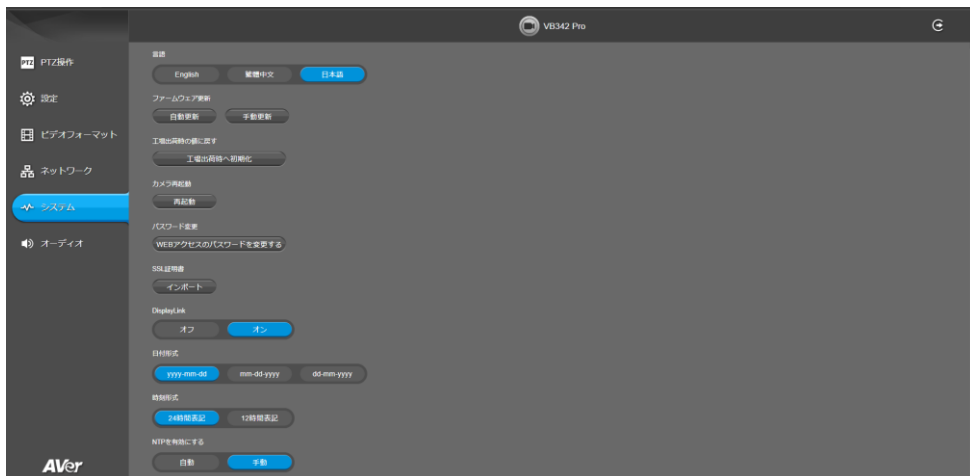 VB342 Pro
PTZ PTZ操作
設定
ビデオフォーマット
ネットワーク
システム
オーディオ
AVer
言語
English 繁體中文 日本語
ファームウェア更新
自動更新 手動更新
工場出荷時の値に戻す
工場出荷時へ初期化
カメラ再起動
再起動
パスワード変更
WEBアクセスのパスワードを変更する
SSL証明書
インポート
DisplayLink
オフ オン
日付形式
yyyy-mm-dd mm-dd-yyyy dd-mm-yyyy
時刻形式
24時間表記 12時間表記
NTPを有効にする
自動 手動